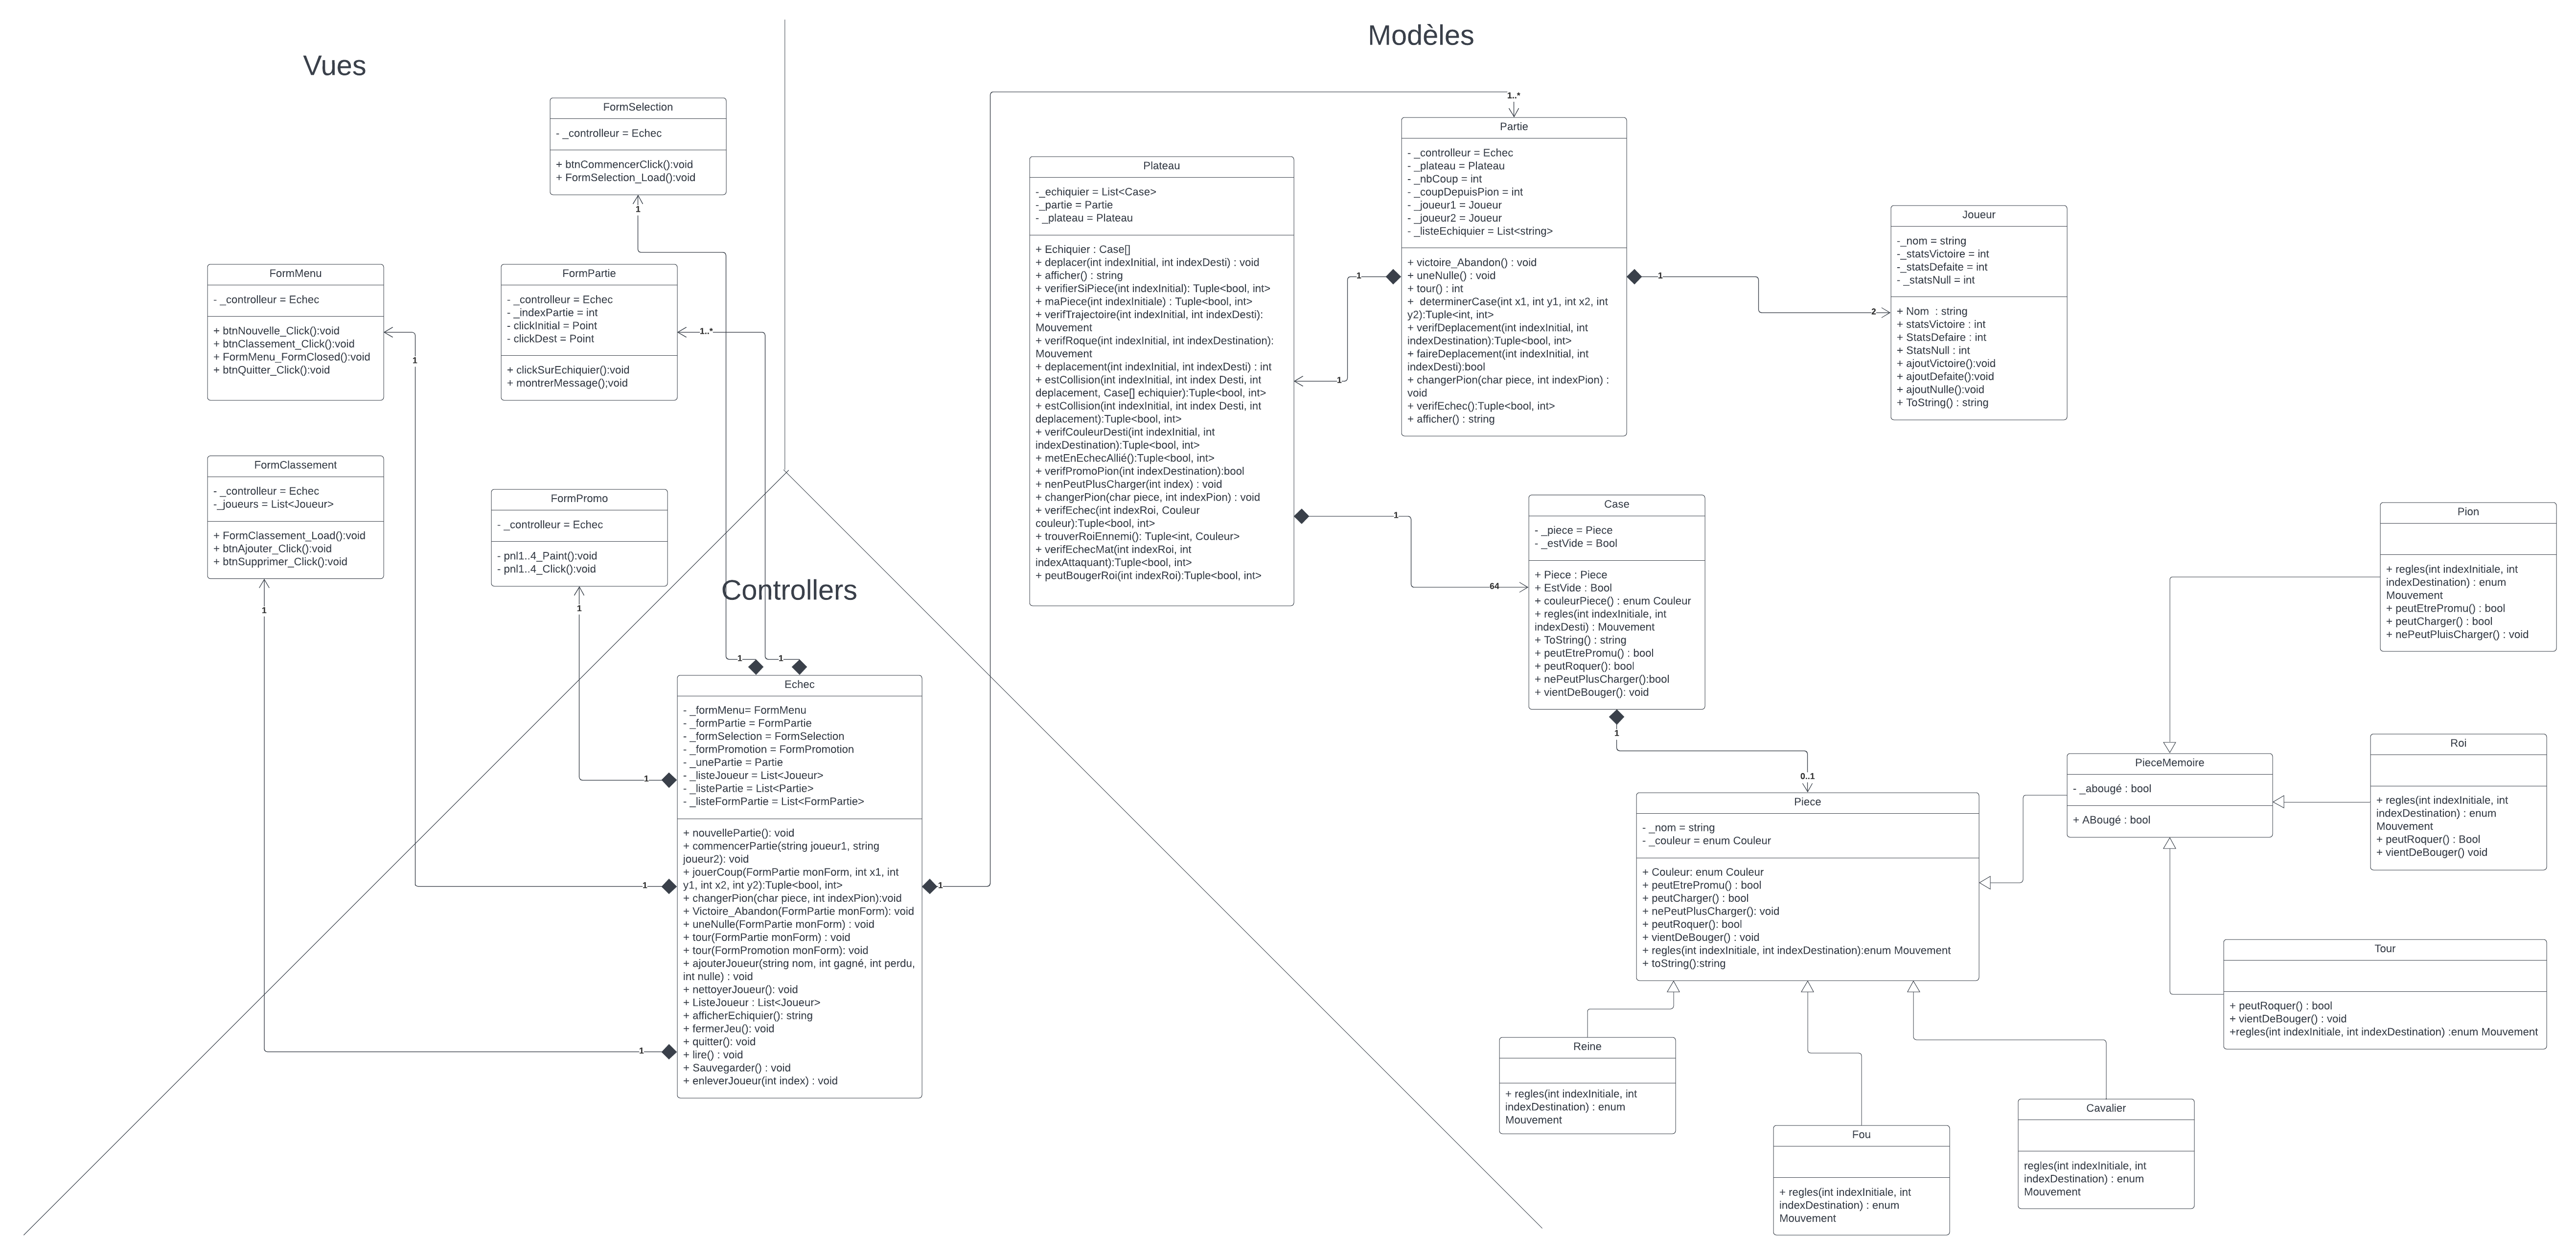 Vues
Modèles
Controllers
FormSelection
- _controlleur = Echec
+ btnCommencerClick():void
+ FormSelection_Load():void
1
FormMenu
- _controlleur = Echec
+ btnNouvelle_Click():void
+ btnClassement_Click():void
+ FormMenu_FormClosed():void
+ btnQuitter_Click():void
1
FormPartie
- _controlleur = Echec
- _indexPartie = int
- clickInitial = Point
- clickDest = Point
+ clickSurEchiquier():void
+ montrerMessage();void
1..*
FormClassement
- _controlleur = Echec
-_joueurs = List<Joueur>
+ FormClassement_Load():void
+ btnAjouter_Click():void
+ btnSupprimer_Click():void
1
FormPromo
- _controlleur = Echec
- pnl1..4_Paint():void
- pnl1..4_Click():void
1
1
1
Echec
- _formMenu= FormMenu
- _formPartie = FormPartie
- _formSelection = FormSelection
- _formPromotion = FormPromotion
- _unePartie = Partie
- _listeJoueur = List<Joueur>
- _listePartie = List<Partie>
- _listeFormPartie = List<FormPartie>
+ nouvellePartie(): void
+ commencerPartie(string joueur1, string
joueur2): void
+ jouerCoup(FormPartie monForm, int x1, int
y1, int x2, int y2):Tuple<bool, int>
+ changerPion(char piece, int indexPion):void
+ Victoire_Abandon(FormPartie monForm): void
+ uneNulle(FormPartie monForm) : void
+ tour(FormPartie monForm) : void
+ tour(FormPromotion monForm): void
+ ajouterJoueur(string nom, int gagné, int perdu,
int nulle) : void
+ nettoyerJoueur(): void
+ ListeJoueur : List<Joueur>
+ afficherEchiquier(): string
+ fermerJeu(): void
+ quitter(): void
+ lire() : void
+ Sauvegarder() : void
+ enleverJoueur(int index) : void
1
1
1
1
1..*
Plateau
-_echiquier = List<Case>
-_partie = Partie
- _plateau = Plateau
+ Echiquier : Case[]
+ deplacer(int indexInitial, int indexDesti) : void
+ afficher() : string
+ verifierSiPiece(int indexInitial): Tuple<bool, int>
+ maPiece(int indexInitiale) : Tuple<bool, int>
+ verifTrajectoire(int indexInitial, int indexDesti):
Mouvement
+ verifRoque(int indexInitial, int indexDestination):
Mouvement
+ deplacement(int indexInitial, int indexDesti) : int
+ estCollision(int indexInitial, int index Desti, int
deplacement, Case[] echiquier):Tuple<bool, int>
+ estCollision(int indexInitial, int index Desti, int
deplacement):Tuple<bool, int>
+ verifCouleurDesti(int indexInitial, int
indexDestination):Tuple<bool, int>
+ metEnEchecAllié():Tuple<bool, int>
+ verifPromoPion(int indexDestination):bool
+ nenPeutPlusCharger(int index) : void
+ changerPion(char piece, int indexPion) : void
+ verifEchec(int indexRoi, Couleur
couleur):Tuple<bool, int>
+ trouverRoiEnnemi(): Tuple<int, Couleur>
+ verifEchecMat(int indexRoi, int
indexAttaquant):Tuple<bool, int>
+ peutBougerRoi(int indexRoi):Tuple<bool, int>
1
1
Partie
- _controlleur = Echec
- _plateau = Plateau
- _nbCoup = int
- _coupDepuisPion = int
- _joueur1 = Joueur
- _joueur2 = Joueur
- _listeEchiquier = List<string>
+ victoire_Abandon() : void
+ uneNulle() : void
+ tour() : int
+  determinerCase(int x1, int y1, int x2, int
y2):Tuple<int, int>
+ verifDeplacement(int indexInitial, int
indexDestination):Tuple<bool, int>
+ faireDeplacement(int indexInitial, int
indexDesti):bool
+ changerPion(char piece, int indexPion) :
void
+ verifEchec():Tuple<bool, int>
+ afficher() : string
1
2
Joueur
-_nom = string
-_statsVictoire = int
-_statsDefaite = int
- _statsNull = int
+ Nom  : string
+ statsVictoire : int
+ StatsDefaire : int
+ StatsNull : int
+ ajoutVictoire():void
+ ajoutDefaite():void
+ ajoutNulle():void
+ ToString() : string
1
64
Case
- _piece = Piece
- _estVide = Bool
+ Piece : Piece
+ EstVide : Bool
+ couleurPiece() : enum Couleur
+ regles(int indexInitiale, int
indexDesti) : Mouvement
+ ToString() : string
+ peutEtrePromu() : bool
+ peutRoquer(): bool
+ nePeutPlusCharger():bool
+ vientDeBouger(): void
1
0..1
Piece
- _nom = string
- _couleur = enum Couleur
+ Couleur: enum Couleur
+ peutEtrePromu() : bool
+ peutCharger() : bool
+ nePeutPlusCharger(): void
+ peutRoquer(): bool
+ vientDeBouger() : void
+ regles(int indexInitiale, int indexDestination):enum Mouvement
+ toString():string
PieceMemoire
- _abougé : bool
+ ABougé : bool
Pion
+ regles(int indexInitiale, int
indexDestination) : enum
Mouvement
+ peutEtrePromu() : bool
+ peutCharger() : bool
+ nePeutPluisCharger() : void
Roi
+ regles(int indexInitiale, int
indexDestination) : enum
Mouvement
+ peutRoquer() : Bool
+ vientDeBouger() void
Tour
+ peutRoquer() : bool
+ vientDeBouger() : void
+regles(int indexInitiale, int indexDestination) :enum Mouvement
Reine
+ regles(int indexInitiale, int
indexDestination) : enum
Mouvement
Fou
+ regles(int indexInitiale, int
indexDestination) : enum
Mouvement
Cavalier
regles(int indexInitiale, int
indexDestination) : enum
Mouvement